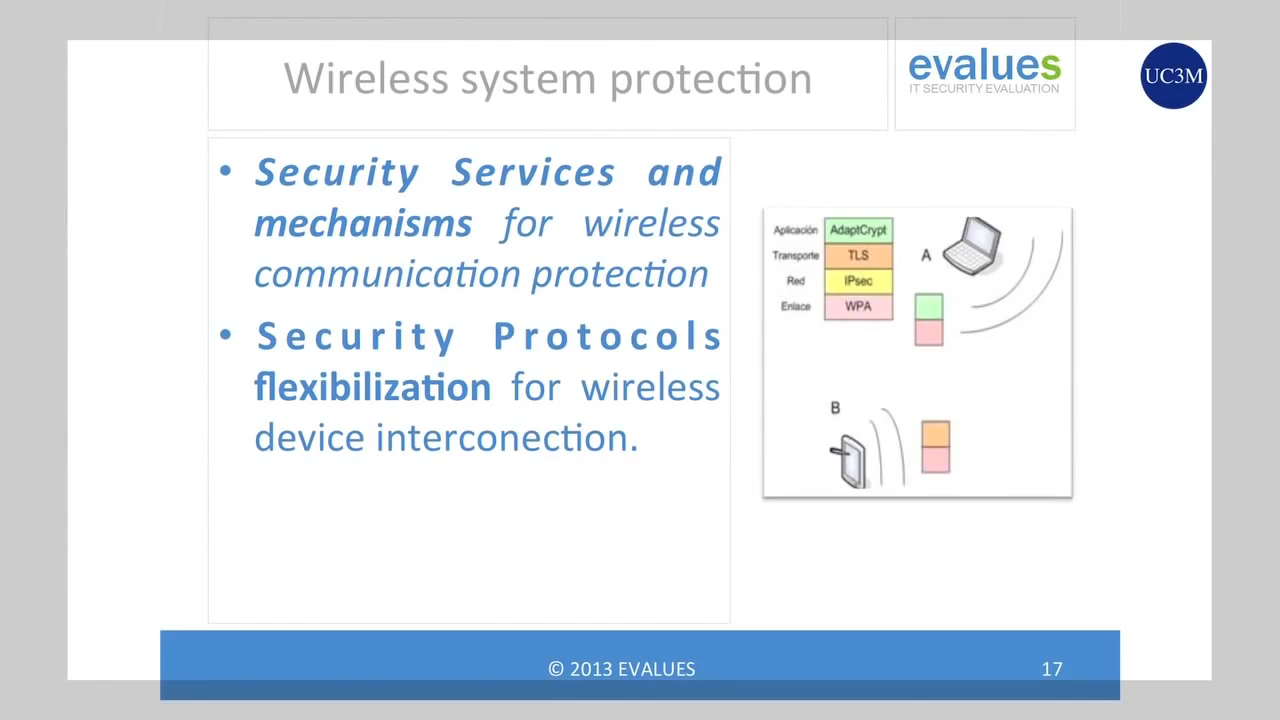 Wireless system protection
evalues
IT SECURITY EVALUATION
UC3M
• Security Services and
mechanisms for wireless
communication protection
• Security Protocols
flexibilization for wireless
device interconection.
Aplicación AdaptCrypt
Transporte TLS
Red IPsec
Enlace WPA
A
B
© 2013 EVALUES
17